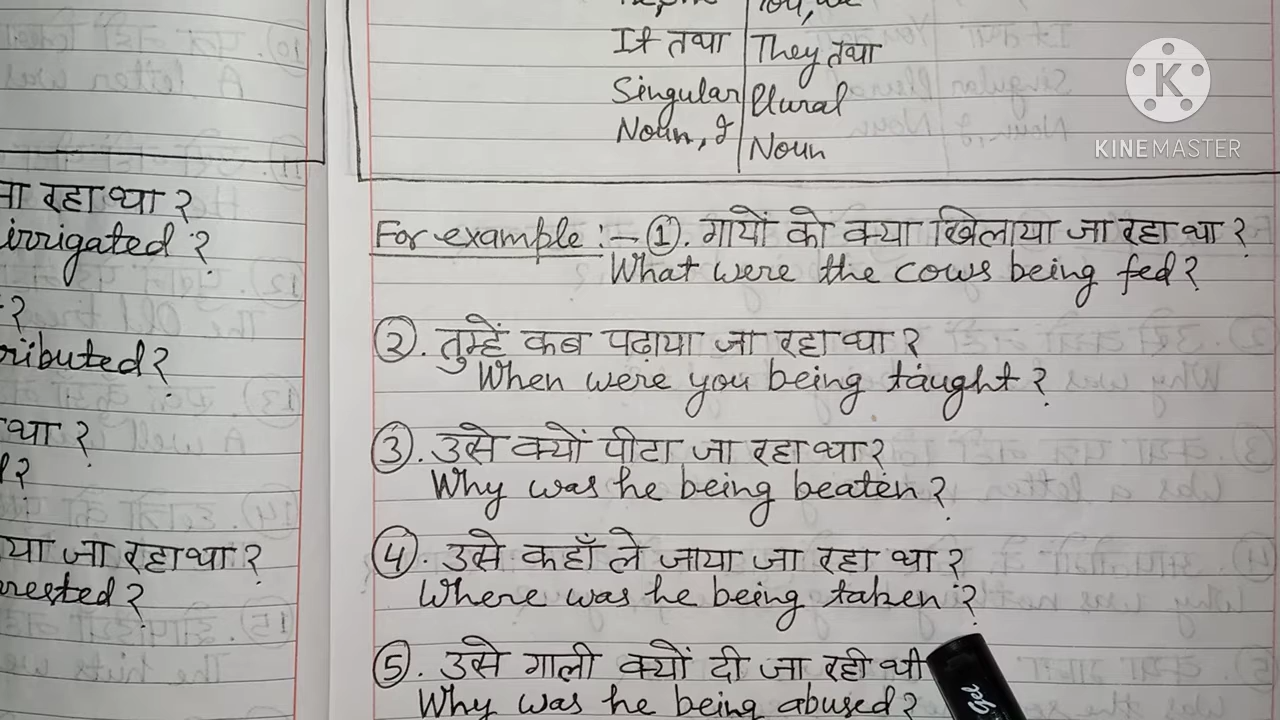 It तथा They तथा
Singular Plural
Noun, I Noun
KINEMASTER
ना रहा था ?
irrigated ?
?
ributed ?
था ?
d ?
या जा रहा था ?
rested ?
For example :- ①. गायों को क्या खिलाया जा रहा था ?
What were the cows being fed ?
②. तुम्हें कब पढ़ाया जा रहा था ?
When were you being taught ?
③. उसे क्यों पीटा जा रहा था ?
Why was he being beaten ?
④. उसे कहाँ ले जाया जा रहा था ?
Where was he being taken ?
⑤. उसे गाली क्यों दी जा रही थी
Why was he being abused ?
Gel